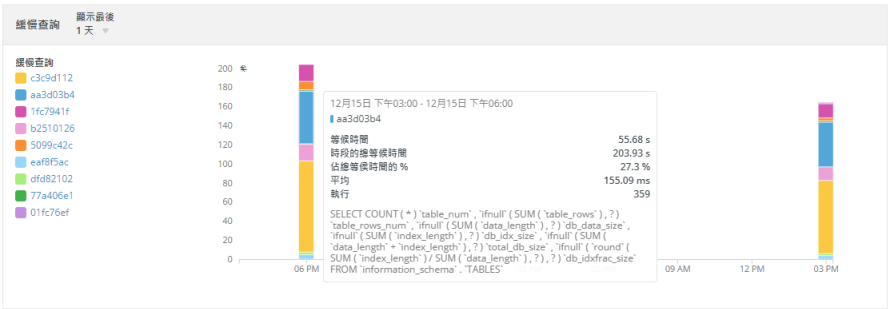 緩慢查詢
顯示最後
1 天
緩慢查詢
c3c9d112
aa3d03b4
1fc7941f
b2510126
5099c42c
eaf8f5ac
dfd82102
77a406e1
01fc76ef
200
180
160
140
120
100
80
60
40
20
0
秒
06 PM
09 AM
12 PM
03 PM
12月15日 下午03:00 - 12月15日 下午06:00
aa3d03b4
等候時間 55.68 s
時段的總等候時間 203.93 s
佔總等候時間的 % 27.3 %
平均 155.09 ms
執行 359
SELECT COUNT ( * ) `table_num` , `ifnull` ( SUM ( `table_rows` ) , ? )
`table_rows_num` , `ifnull` ( SUM ( `data_length` ) , ? ) `db_data_size` ,
`ifnull` ( SUM ( `index_length` ) , ? ) `db_idx_size` , `ifnull` ( SUM (
`data_length` + `index_length` ) , ? ) `total_db_size` , `ifnull` ( `round` (
SUM ( `index_length` ) / SUM ( `data_length` ) , ? ) , ? ) `db_idxfrac_size`
FROM `information_schema` . `TABLES`